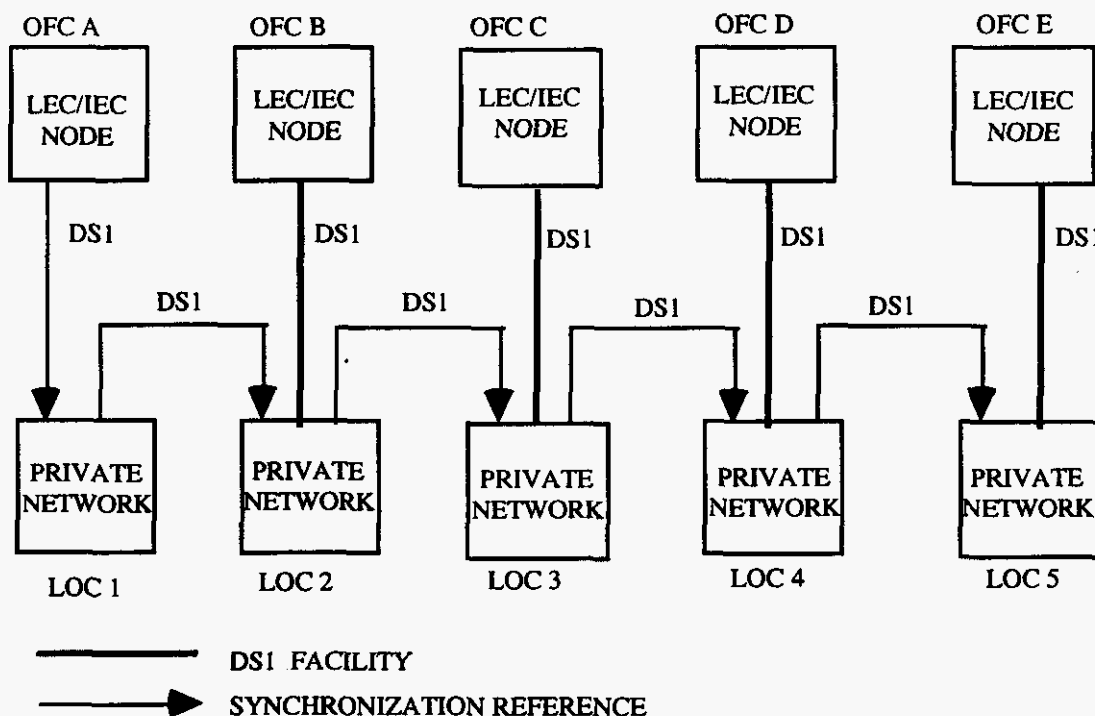 OFC A
OFC B
OFC C
OFC D
OFC E
LEC/IEC
NODE
LEC/IEC
NODE
LEC/IEC
NODE
LEC/IEC
NODE
LEC/IEC
NODE
DS1
DS1
DS1
DS1
DS1
DS1
DS1
DS1
DS1
PRIVATE
NETWORK
PRIVATE
NETWORK
PRIVATE
NETWORK
PRIVATE
NETWORK
PRIVATE
NETWORK
LOC 1
LOC 2
LOC 3
LOC 4
LOC 5
DS1 FACILITY
SYNCHRONIZATION REFERENCE